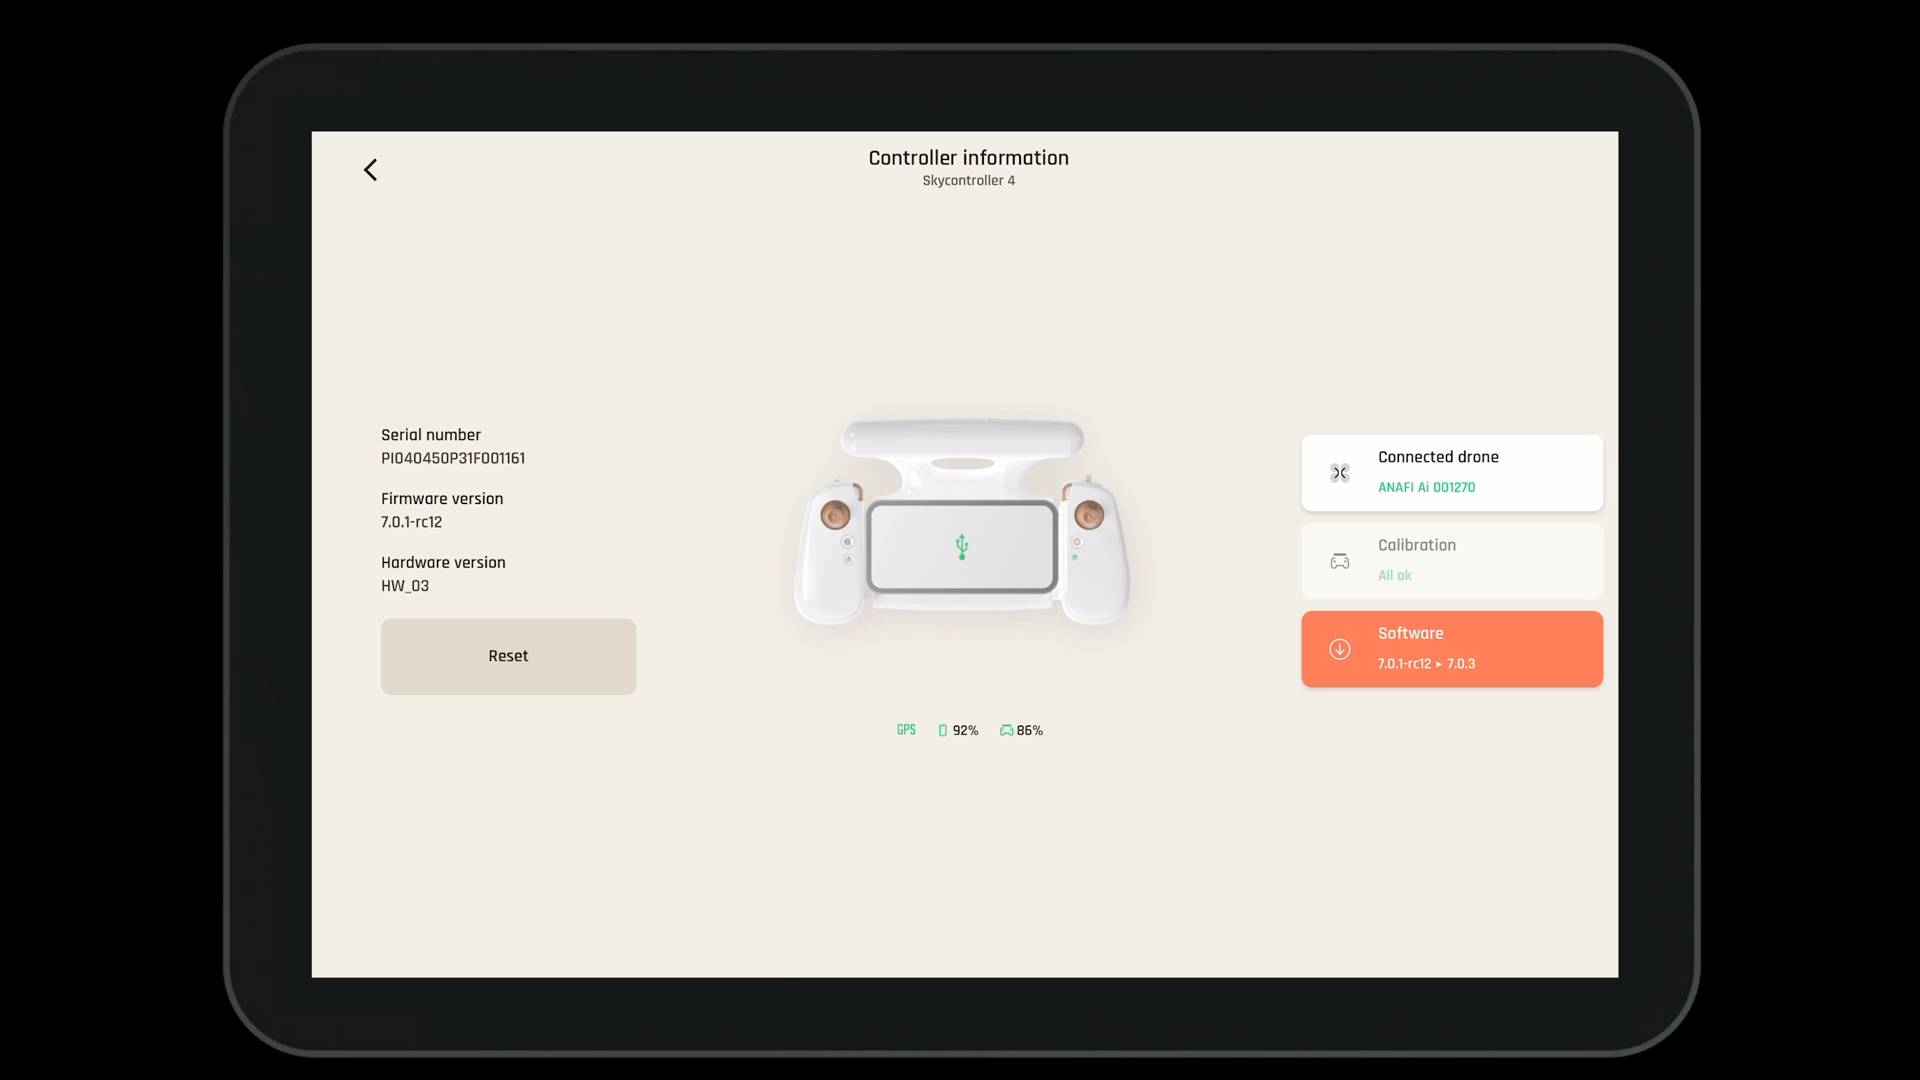 Controller information
Skycontroller 4
Serial number
PI040450P31F001161
Firmware version
7.0.1-rc12
Hardware version
HW_03
Reset
Connected drone
ANAFI Ai 001270
Calibration
All ok
Software
7.0.1-rc12 ▸ 7.0.3
GPS 92% 86%